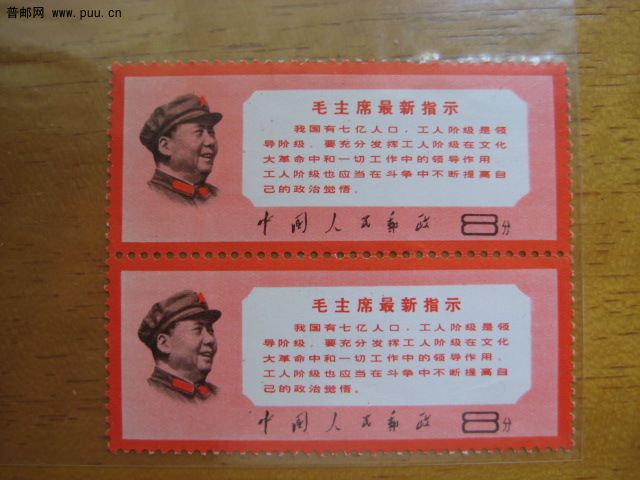 普邮网 www.puu.cn
毛主席最新指示
我国有七亿人口，工人阶级是领
导阶级．要充分发挥工人阶级在文化
大革命中和一切工作中的领导作用．
工人阶级也应当在斗争中不断提高自
己的政治觉悟。
中国人民邮政 8分
毛主席最新指示
我国有七亿人口，工人阶级是领
导阶级．要充分发挥工人阶级在文化
大革命中和一切工作中的领导作用．
工人阶级也应当在斗争中不断提高自
己的政治觉悟。
中国人民邮政 8分